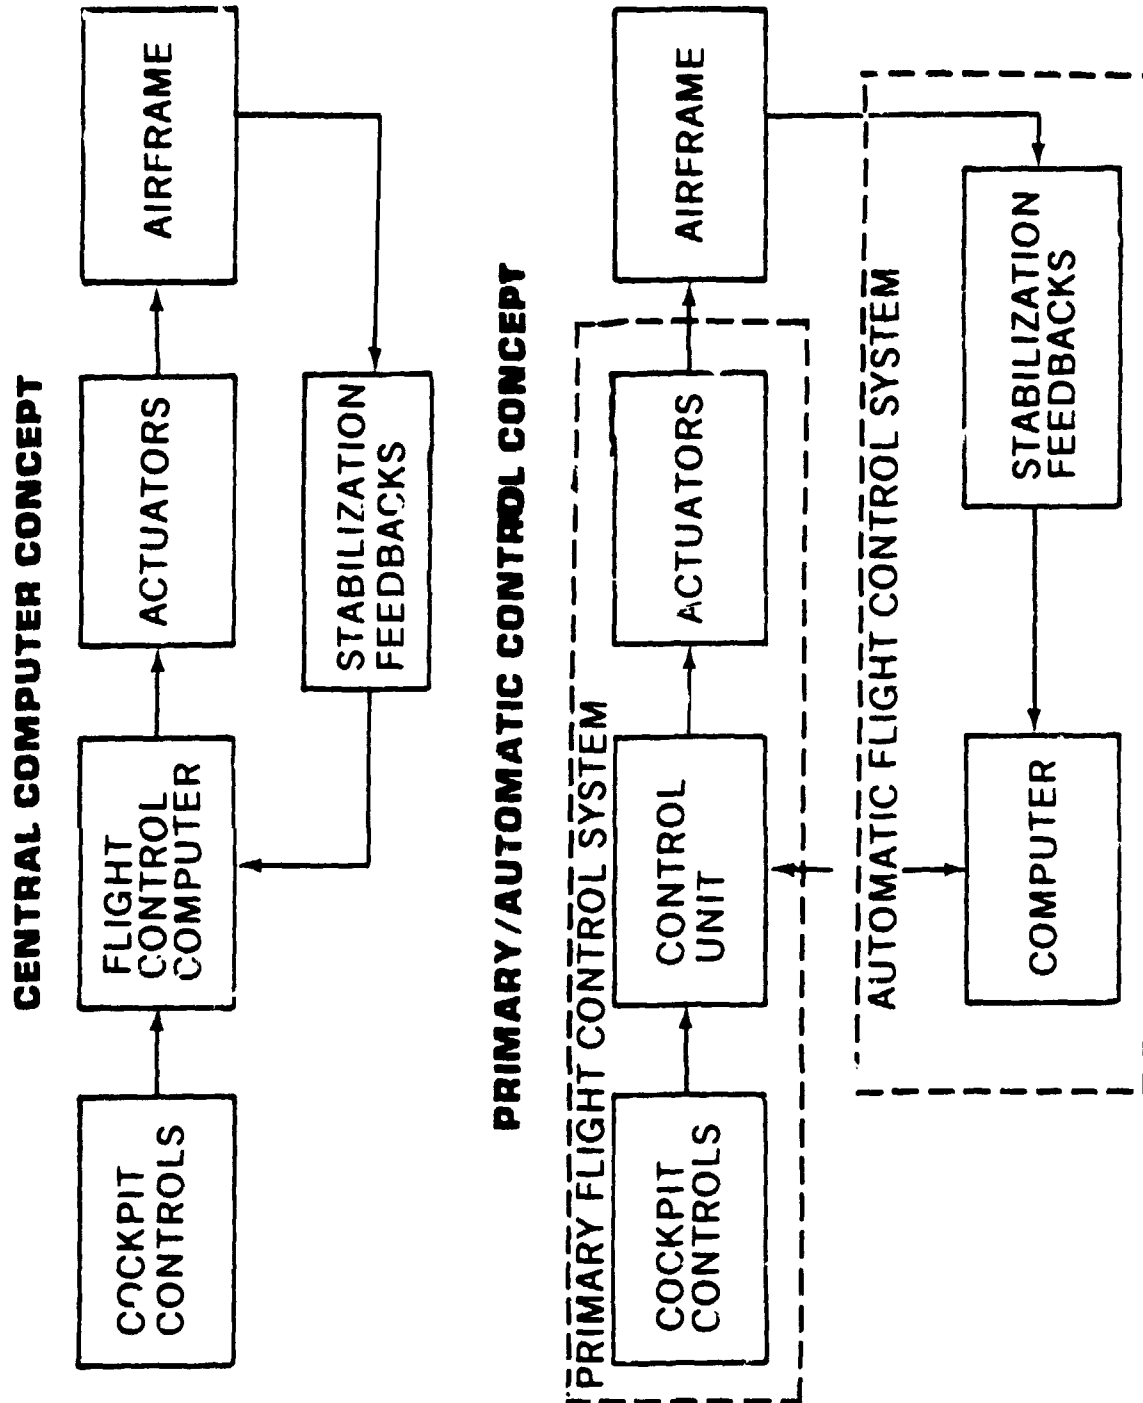 CENTRAL COMPUTER CONCEPT
COCKPIT
CONTROLS
FLIGHT
CONTROL
COMPUTER
ACTUATORS
AIRFRAME
STABILIZATION
FEEDBACKS
PRIMARY/AUTOMATIC CONTROL CONCEPT
PRIMARY FLIGHT CONTROL SYSTEM
COCKPIT
CONTROLS
CONTROL
UNIT
ACTUATORS
AIRFRAME
AUTOMATIC FLIGHT CONTROL SYSTEM
COMPUTER
STABILIZATION
FEEDBACKS